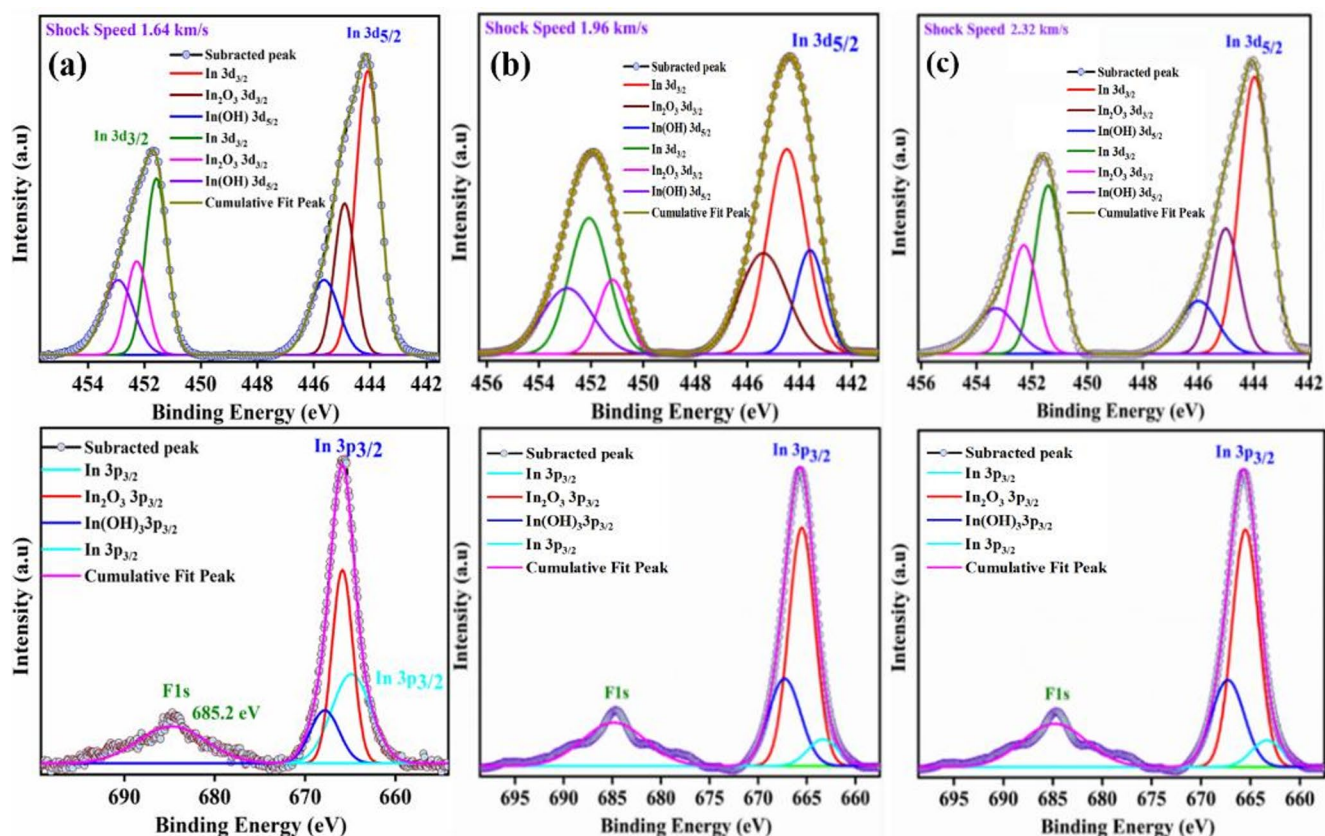 Shock Speed 1.64 km/s
(a)
In 3d5/2
Subracted peak
In 3d3/2
In2O3 3d3/2
In(OH) 3d5/2
In 3d3/2
In2O3 3d3/2
In(OH) 3d5/2
Cumulative Fit Peak
In 3d3/2
Intensity (a.u)
454 452 450 448 446 444 442
Binding Energy (eV)
Shock Speed 1.96 km/s
(b)
In 3d5/2
Subracted peak
In 3d3/2
In2O3 3d3/2
In(OH) 3d5/2
In 3d3/2
In2O3 3d3/2
In(OH) 3d5/2
Cumulative Fit Peak
Intensity (a.u)
456 454 452 450 448 446 444 442
Binding Energy (eV)
Shock Speed 2.32 km/s
(c)
In 3d5/2
Subracted peak
In 3d3/2
In2O3 3d3/2
In(OH) 3d5/2
In 3d3/2
In2O3 3d3/2
In(OH) 3d5/2
Cumulative Fit Peak
Intensity (a.u)
456 454 452 450 448 446 444 442
Binding Energy (eV)
In 3p3/2
Subracted peak
In 3p3/2
In2O3 3p3/2
In(OH)33p3/2
In 3p3/2
Cumulative Fit Peak
In 3p3/2
F1s
685.2 eV
Intensity (a.u)
690 680 670 660
Binding Energy (eV)
In 3p3/2
Subracted peak
In 3p3/2
In2O3 3p3/2
In(OH)33p3/2
In 3p3/2
Cumulative Fit Peak
F1s
Intensity (a.u)
695 690 685 680 675 670 665 660
Binding Energy (eV)
In 3p3/2
Subracted peak
In 3p3/2
In2O3 3p3/2
In(OH)33p3/2
In 3p3/2
Cumulative Fit Peak
F1s
Intensity (a.u)
695 690 685 680 675 670 665 660
Binding Energy (eV)